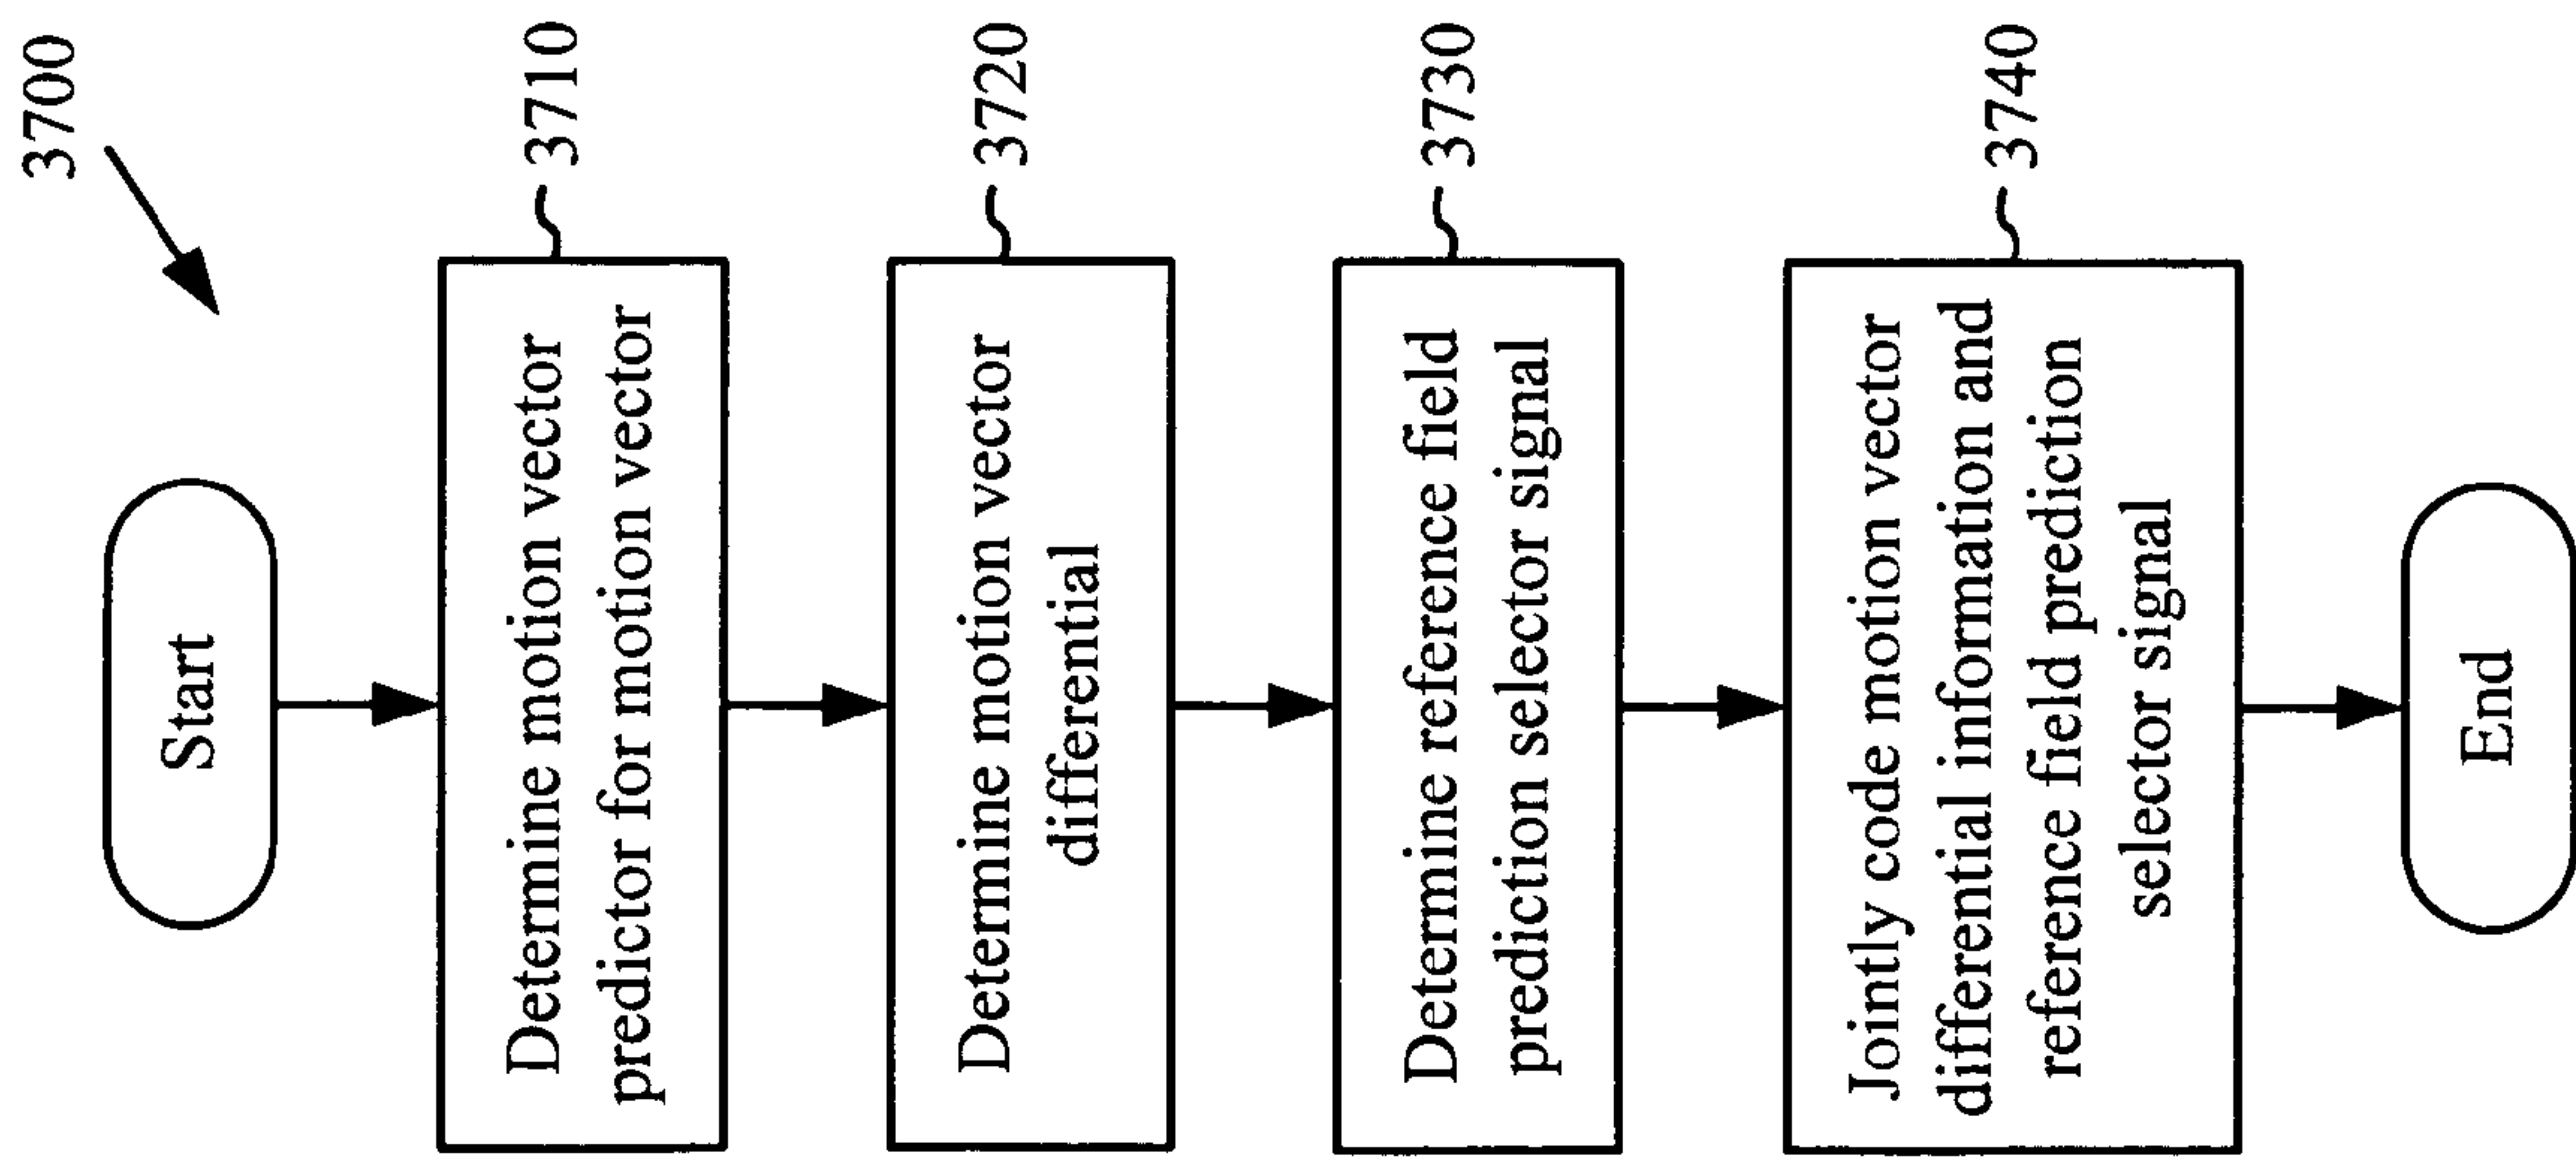 3700
Start
Determine motion vector
predictor for motion vector
3710
Determine motion vector
differential
3720
Determine reference field
prediction selector signal
3730
Jointly code motion vector
differential information and
reference field prediction
selector signal
3740
End